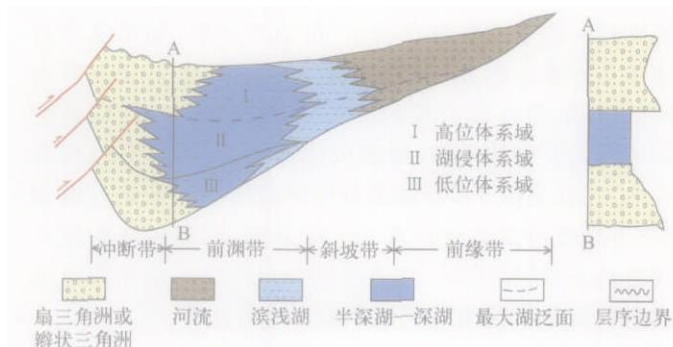 A
A
Ⅰ
Ⅱ
Ⅲ
Ⅰ 高位体系域
Ⅱ 湖侵体系域
Ⅲ 低位体系域
B
B
冲断带
前渊带
斜坡带
前缘带
扇三角洲或
辫状三角洲
河流
滨浅湖
半深湖—深湖
最大湖泛面
层序边界